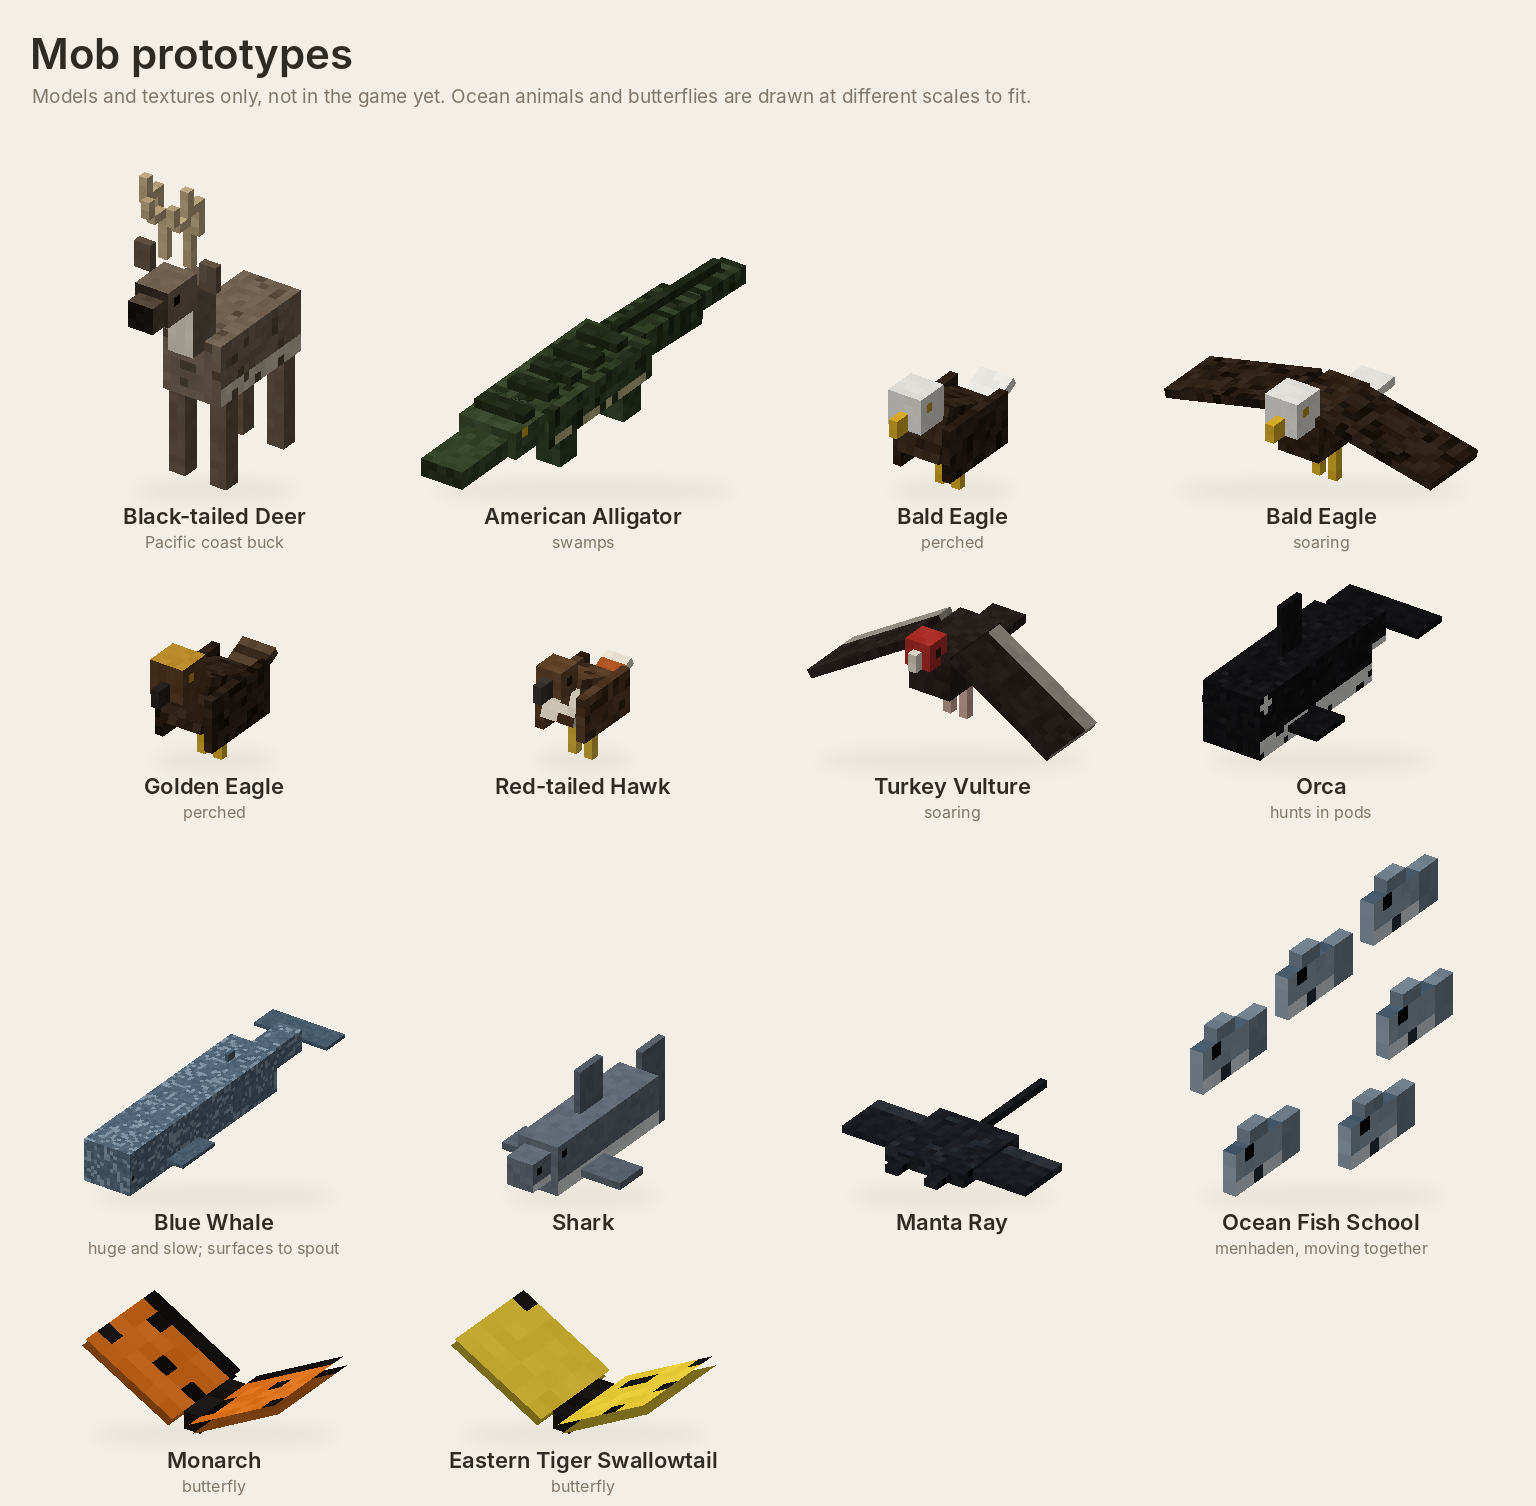 Mob prototypes
Models and textures only, not in the game yet. Ocean animals and butterflies are drawn at different scales to fit.
Black-tailed Deer
Pacific coast buck
American Alligator
swamps
Bald Eagle
perched
Bald Eagle
soaring
Golden Eagle
perched
Red-tailed Hawk
Turkey Vulture
soaring
Orca
hunts in pods
Blue Whale
huge and slow; surfaces to spout
Shark
Manta Ray
Ocean Fish School
menhaden, moving together
Monarch
butterfly
Eastern Tiger Swallowtail
butterfly